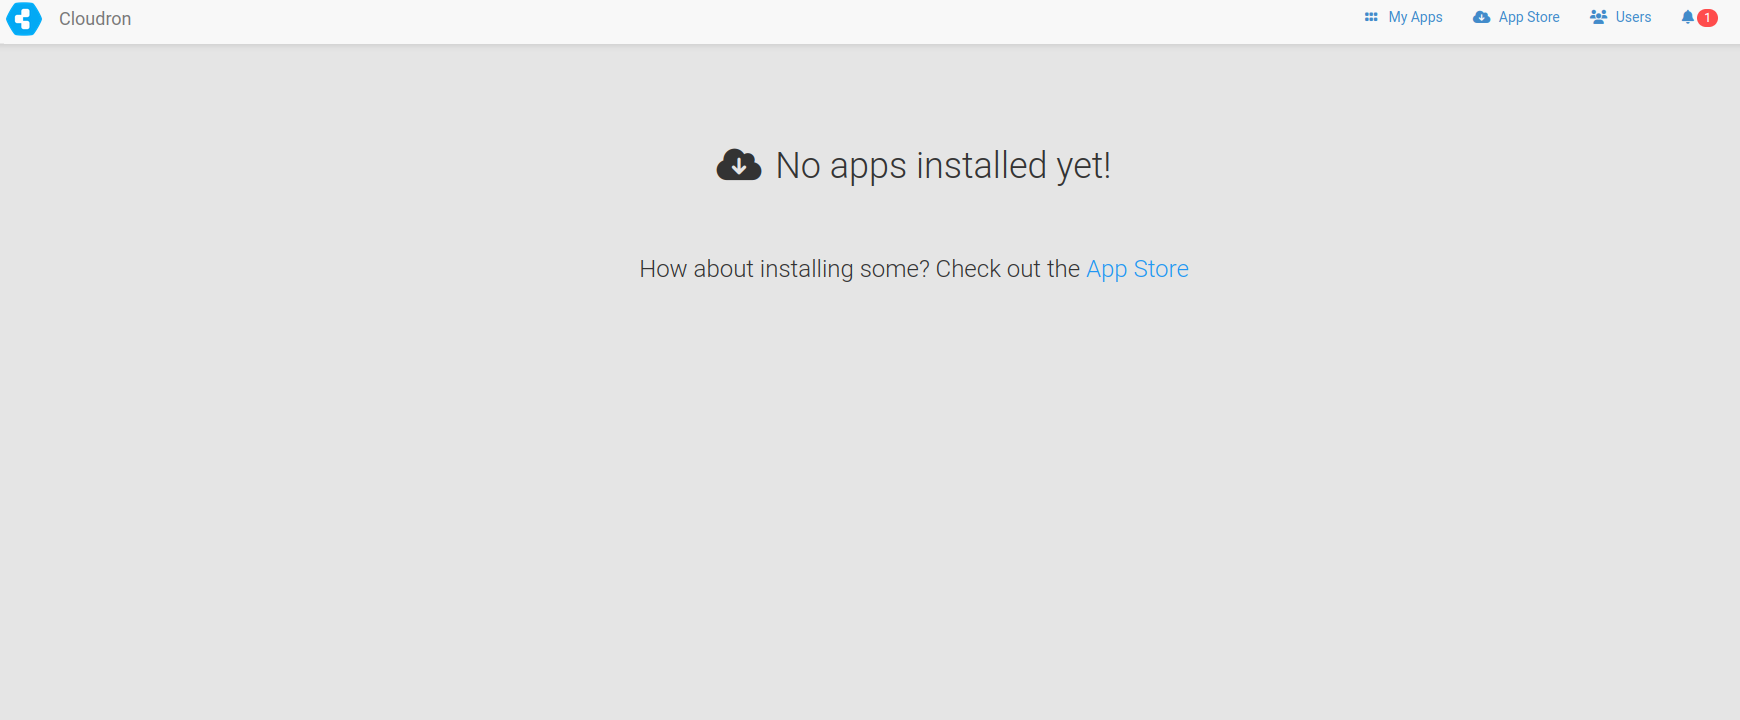 Cloudron
My Apps
App Store
Users
1
No apps installed yet!
How about installing some? Check out the App Store